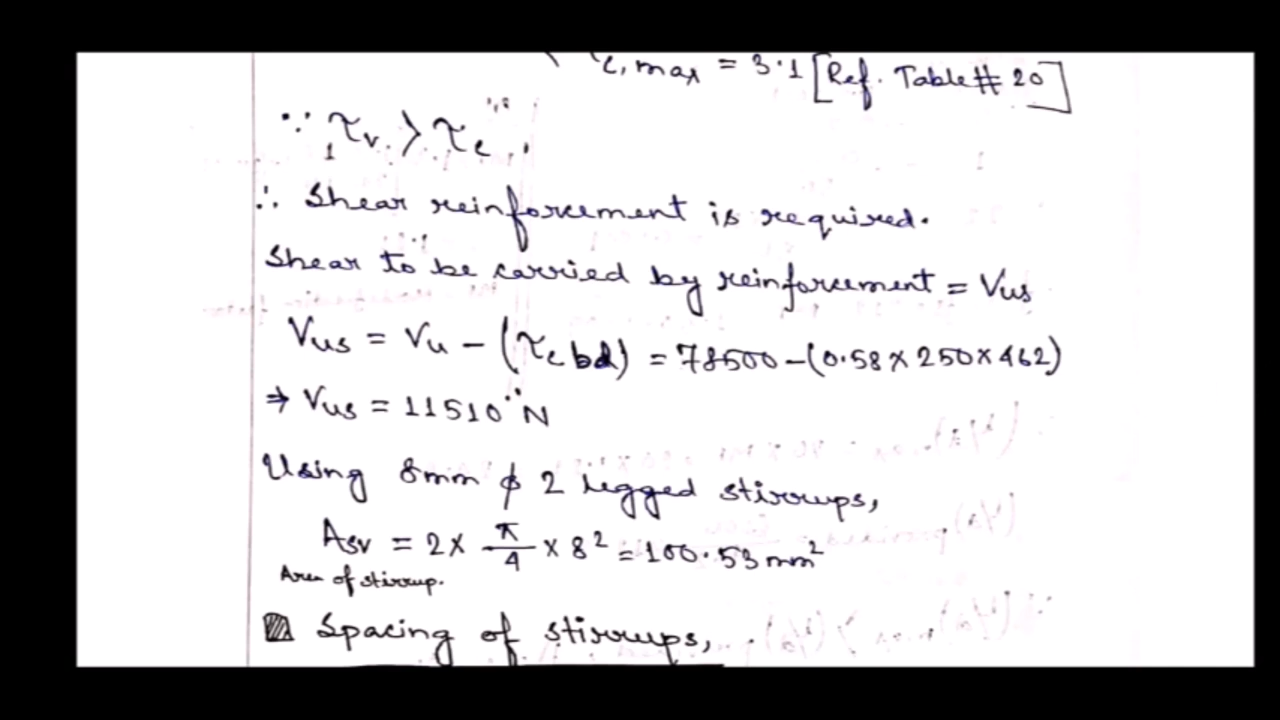 τc, max = 3.1 [Ref. Table # 20]
∵ τv > τc.
∴ Shear reinforcement is required.
Shear to be carried by reinforcement = Vus
Vus = Vu - (τc bd) = 78500 - (0.58 × 250 × 462)
⇒ Vus = 11510 N
Using 8mm ϕ 2 legged stirrups,
Asv = 2 × π/4 × 8² = 100.53 mm²
Area of stirrup.
Spacing of stirrups,